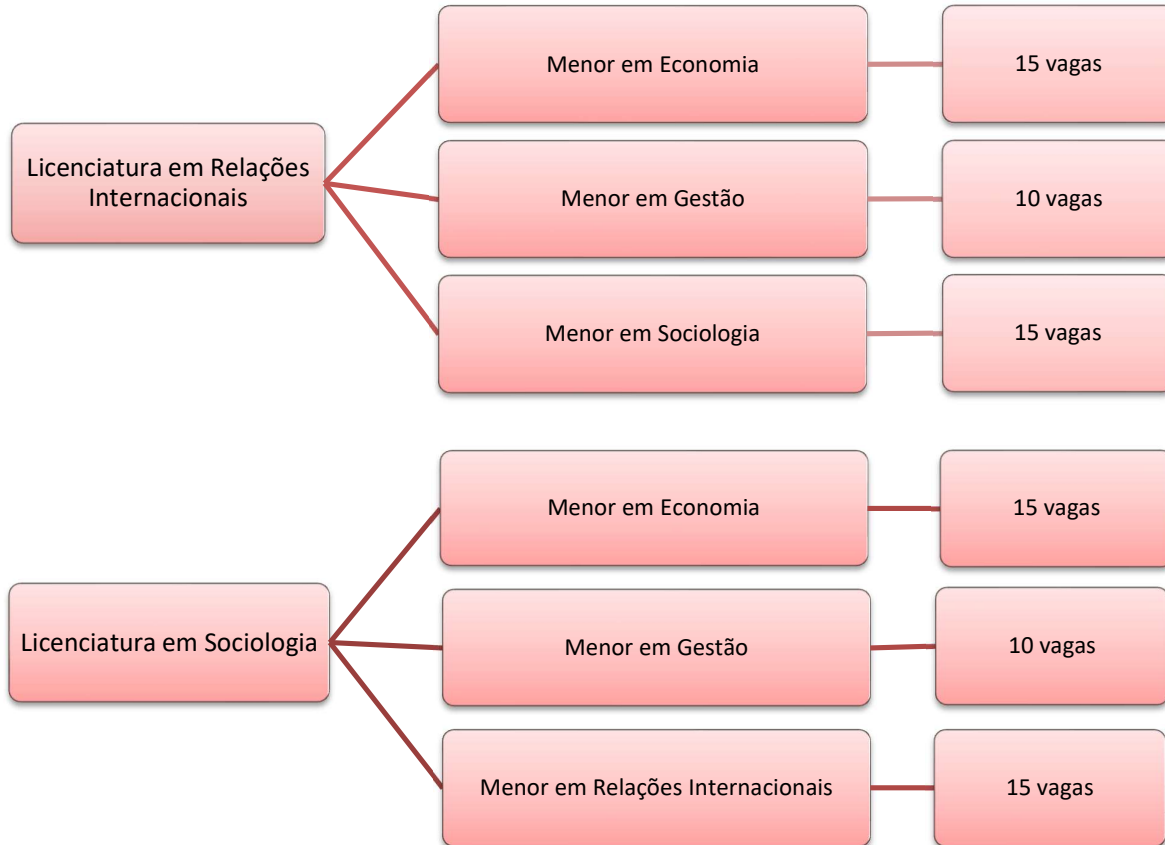 Licenciatura em Relações
Internacionais
Menor em Economia
15 vagas
Menor em Gestão
10 vagas
Menor em Sociologia
15 vagas
Licenciatura em Sociologia
Menor em Economia
15 vagas
Menor em Gestão
10 vagas
Menor em Relações Internacionais
15 vagas